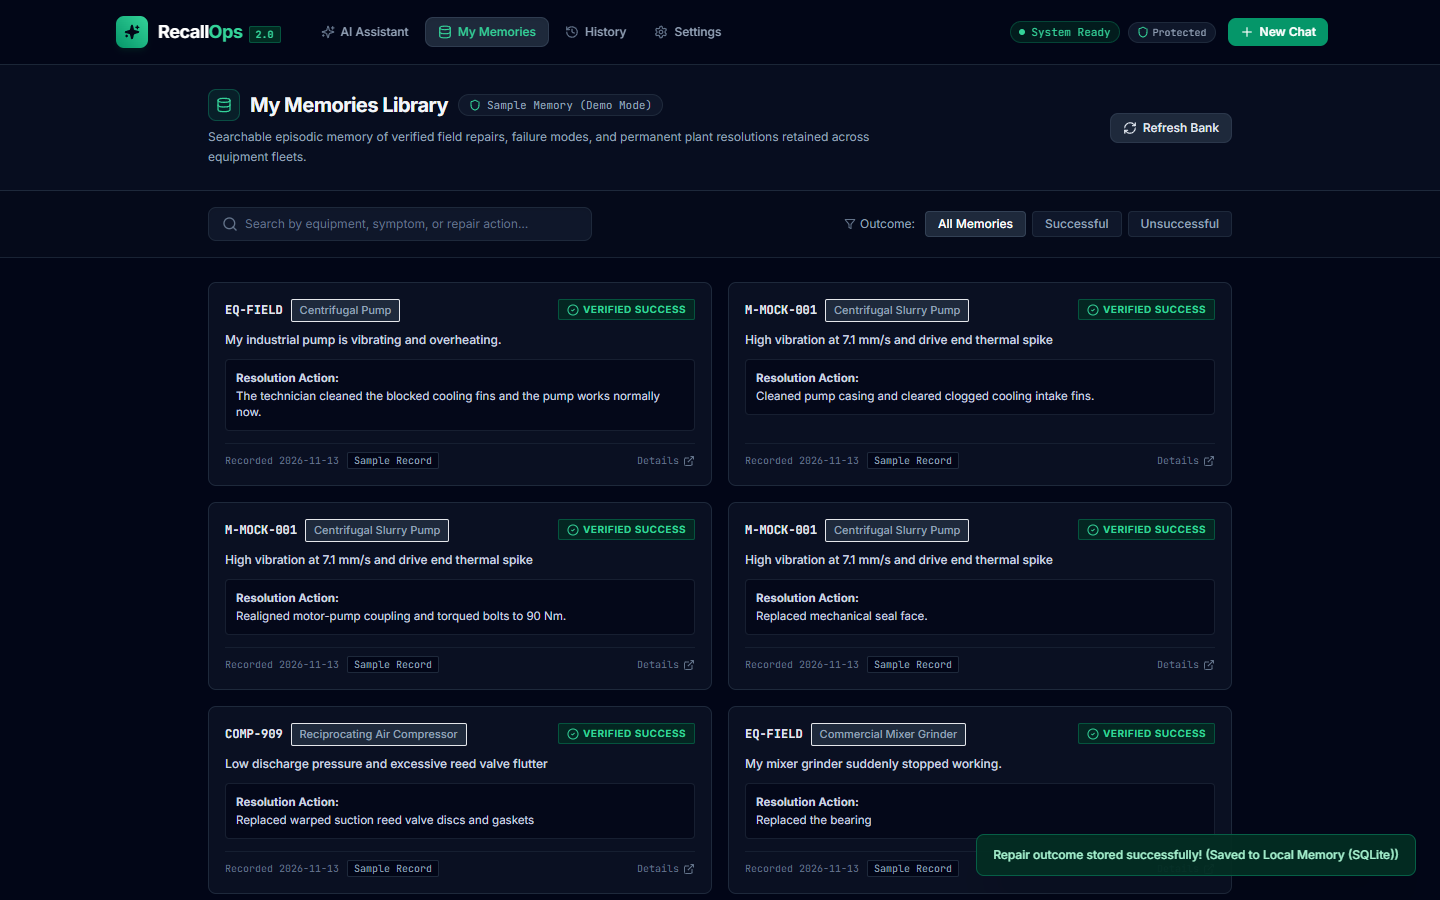 RecallOps 2.0
AI Assistant
My Memories
History
Settings
System Ready
Protected
New Chat
My Memories Library
Sample Memory (Demo Mode)
Searchable episodic memory of verified field repairs, failure modes, and permanent plant resolutions retained across
equipment fleets.
Refresh Bank
Search by equipment, symptom, or repair action...
Outcome:
All Memories
Successful
Unsuccessful
EQ-FIELD Centrifugal Pump VERIFIED SUCCESS
My industrial pump is vibrating and overheating.
Resolution Action:
The technician cleaned the blocked cooling fins and the pump works normally
now.
Recorded 2026-11-13 Sample Record Details
M-MOCK-001 Centrifugal Slurry Pump VERIFIED SUCCESS
High vibration at 7.1 mm/s and drive end thermal spike
Resolution Action:
Cleaned pump casing and cleared clogged cooling intake fins.
Recorded 2026-11-13 Sample Record Details
M-MOCK-001 Centrifugal Slurry Pump VERIFIED SUCCESS
High vibration at 7.1 mm/s and drive end thermal spike
Resolution Action:
Realigned motor-pump coupling and torqued bolts to 90 Nm.
Recorded 2026-11-13 Sample Record Details
M-MOCK-001 Centrifugal Slurry Pump VERIFIED SUCCESS
High vibration at 7.1 mm/s and drive end thermal spike
Resolution Action:
Replaced mechanical seal face.
Recorded 2026-11-13 Sample Record Details
COMP-909 Reciprocating Air Compressor VERIFIED SUCCESS
Low discharge pressure and excessive reed valve flutter
Resolution Action:
Replaced warped suction reed valve discs and gaskets
Recorded 2026-11-13 Sample Record Details
EQ-FIELD Commercial Mixer Grinder VERIFIED SUCCESS
My mixer grinder suddenly stopped working.
Resolution Action:
Replaced the bearing
Recorded 2026-11-13 Sample Record
Repair outcome stored successfully! (Saved to Local Memory (SQLite))